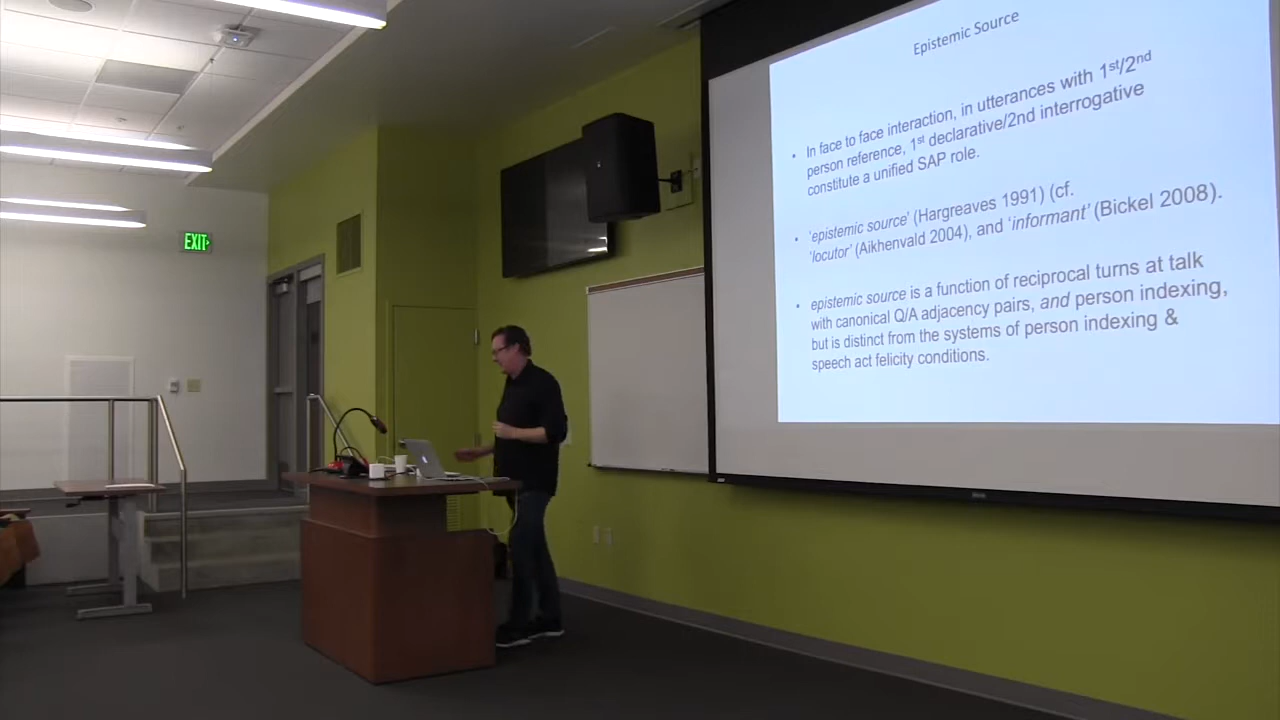 Epistemic Source
• In face to face interaction, in utterances with 1st/2nd
person reference, 1st declarative/2nd interrogative
constitute a unified SAP role.
• 'epistemic source' (Hargreaves 1991) (cf.
'locutor' (Aikhenvald 2004), and 'informant' (Bickel 2008).
• epistemic source is a function of reciprocal turns at talk
with canonical Q/A adjacency pairs, and person indexing,
but is distinct from the systems of person indexing &
speech act felicity conditions.
EXIT